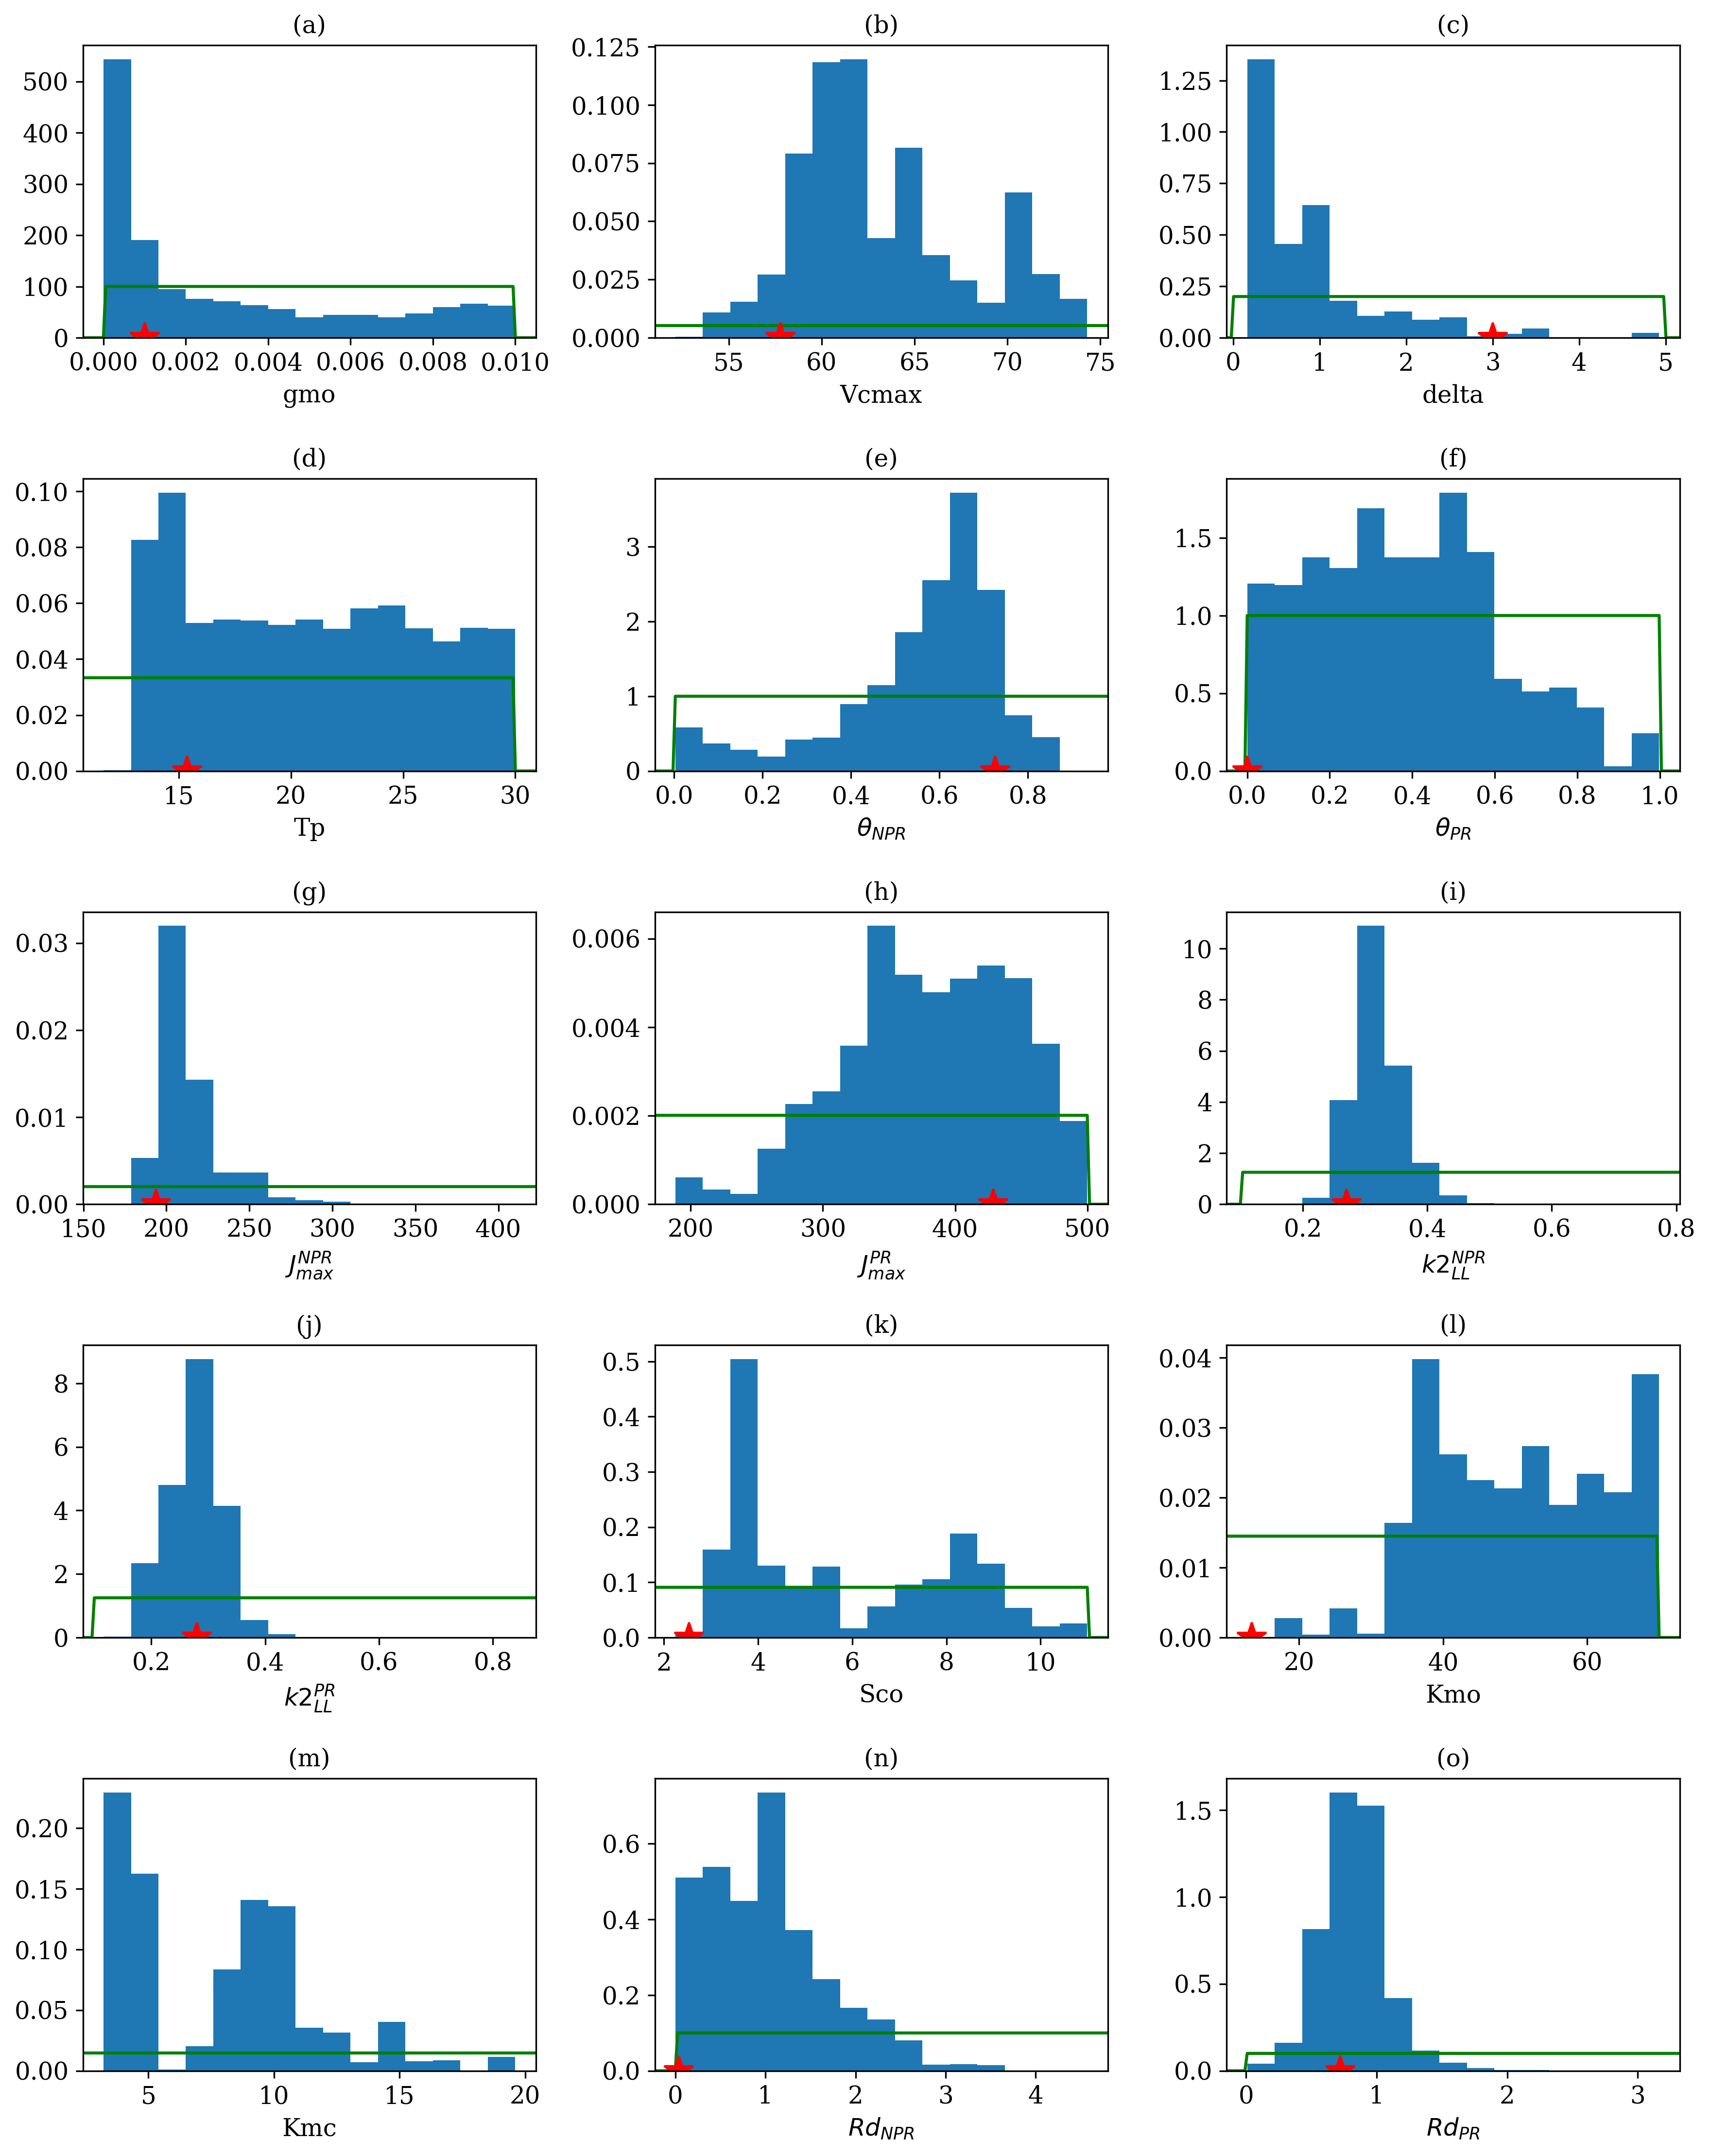 (a) (b) (c)
500 400 300 200 100 0
0.000 0.002 0.004 0.006 0.008 0.010
gmo
0.125 0.100 0.075 0.050 0.025 0.000
55 60 65 70 75
Vcmax
1.25 1.00 0.75 0.50 0.25 0.00
0 1 2 3 4 5
delta
(d) (e) (f)
0.10 0.08 0.06 0.04 0.02 0.00
15 20 25 30
Tp
3 2 1 0
0.0 0.2 0.4 0.6 0.8
θ_NPR
1.5 1.0 0.5 0.0
0.0 0.2 0.4 0.6 0.8 1.0
θ_PR
(g) (h) (i)
0.03 0.02 0.01 0.00
150 200 250 300 350 400
J_max^NPR
0.006 0.004 0.002 0.000
200 300 400 500
J_max^PR
10 8 6 4 2 0
0.2 0.4 0.6 0.8
k2_LL^NPR
(j) (k) (l)
8 6 4 2 0
0.2 0.4 0.6 0.8
k2_LL^PR
0.5 0.4 0.3 0.2 0.1 0.0
2 4 6 8 10
Sco
0.04 0.03 0.02 0.01 0.00
20 40 60
Kmo
(m) (n) (o)
0.20 0.15 0.10 0.05 0.00
5 10 15 20
Kmc
0.6 0.4 0.2 0.0
0 1 2 3 4
Rd_NPR
1.5 1.0 0.5 0.0
0 1 2 3
Rd_PR